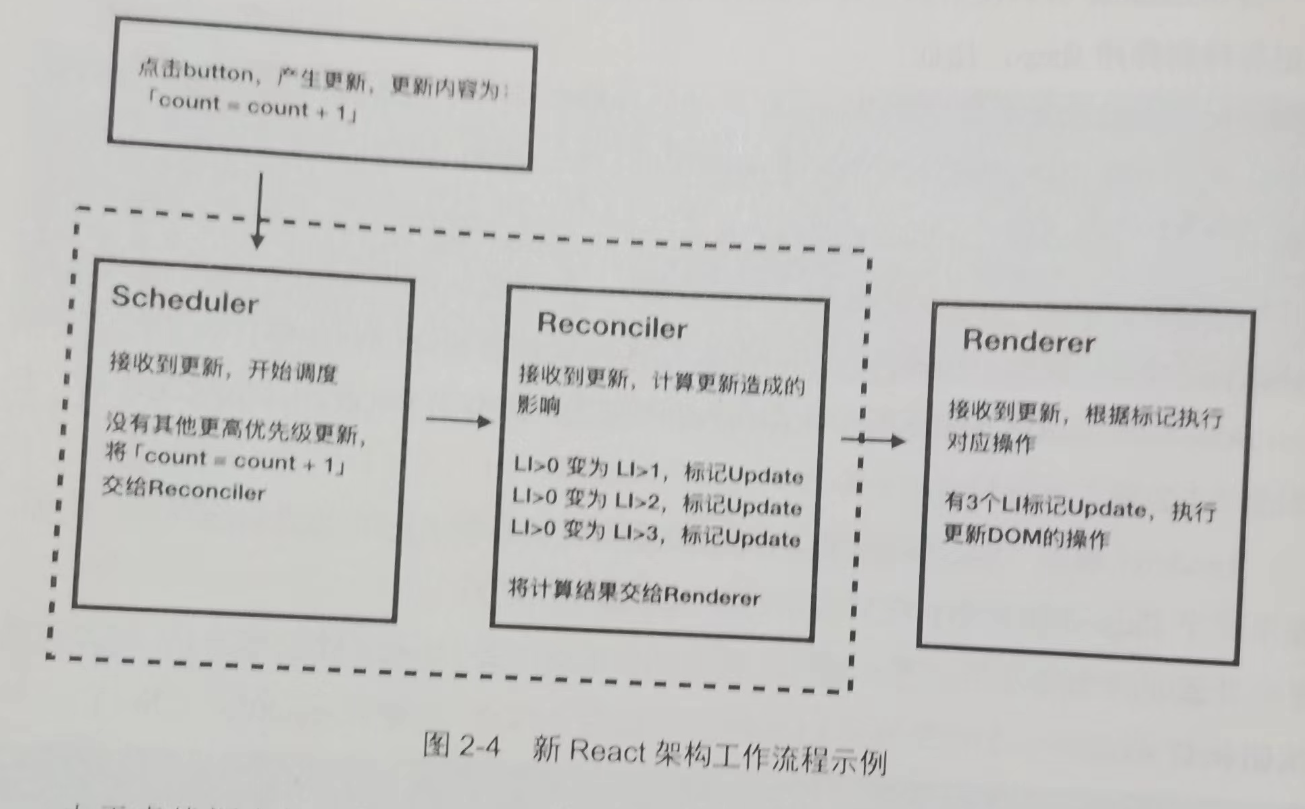 点击button，产生更新，更新内容为：
「count = count + 1」
Scheduler
接收到更新，开始调度
没有其他更高优先级更新，
将「count = count + 1」
交给Reconciler
Reconciler
接收到更新，计算更新造成的
影响
LI>0 变为 LI>1，标记Update
LI>0 变为 LI>2，标记Update
LI>0 变为 LI>3，标记Update
将计算结果交给Renderer
Renderer
接收到更新，根据标记执行
对应操作
有3个LI标记Update，执行
更新DOM的操作
图 2-4 新 React 架构工作流程示例